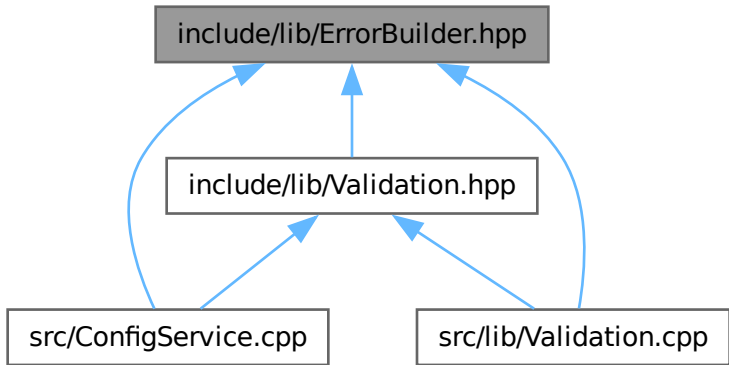 include/lib/ErrorBuilder.hpp
include/lib/Validation.hpp
src/ConfigService.cpp
src/lib/Validation.cpp